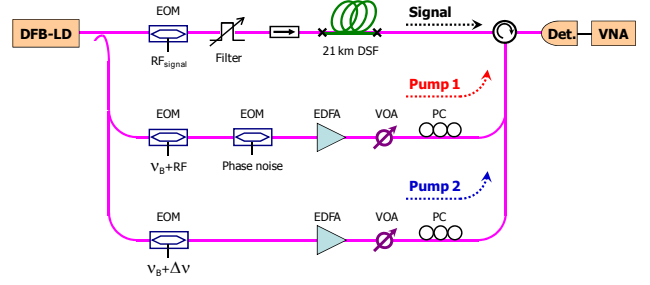 EOM
Signal
DFB-LD
Det.
VNA
RFsignal
Filter
21 km DSF
Pump 1
EOM
EOM
EDFA
VOA
PC
νB+RF
Phase noise
Pump 2
EOM
EDFA
VOA
PC
νB+Δν